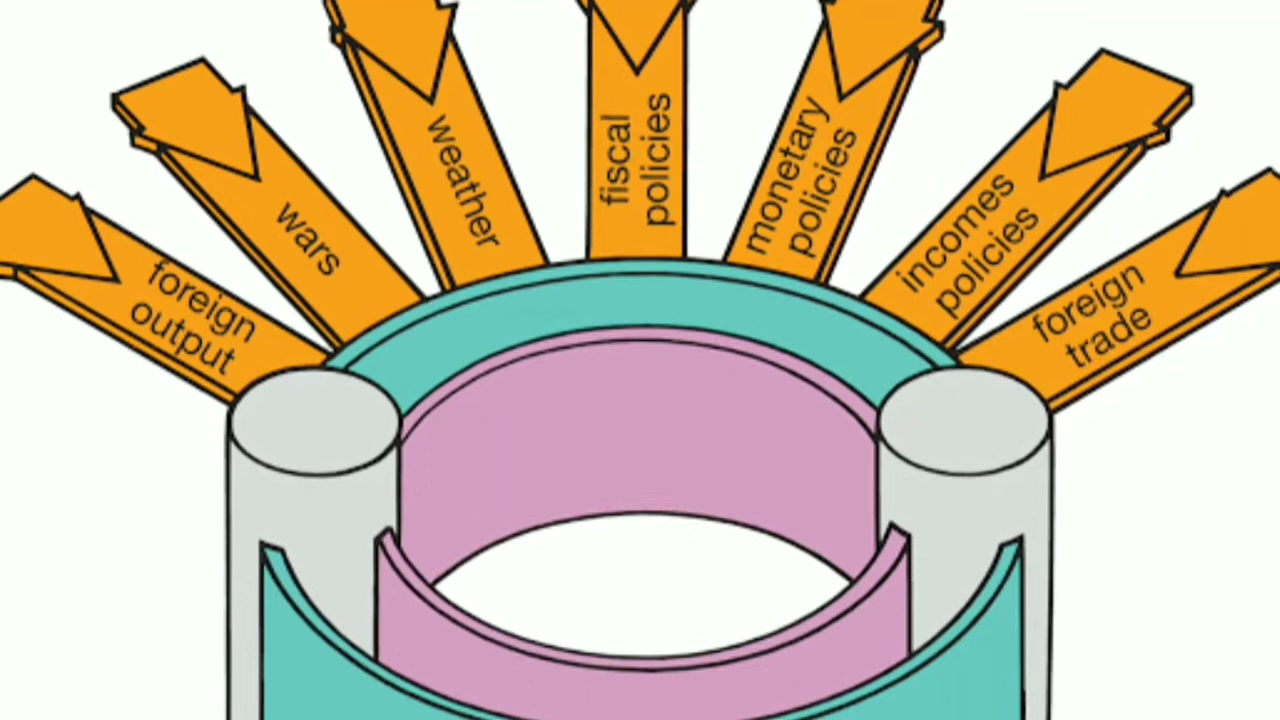 foreign
output
wars
weather
fiscal
policies
monetary
policies
incomes
policies
foreign
trade